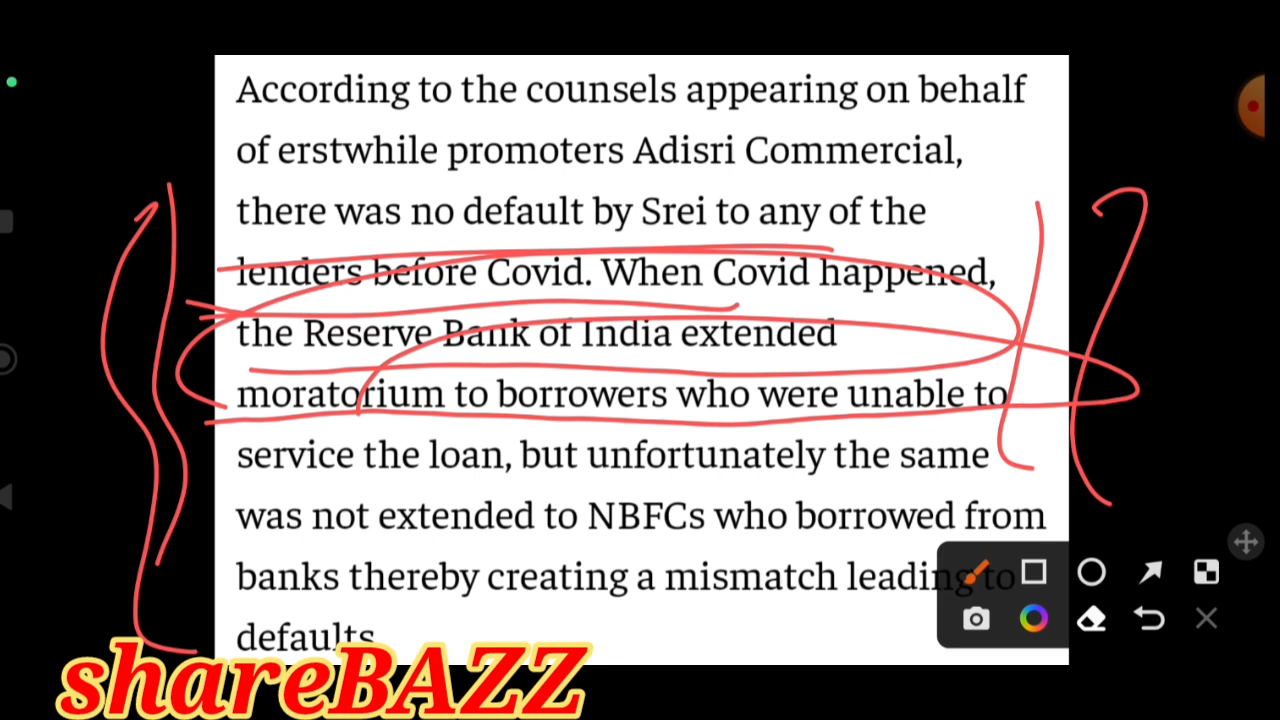 According to the counsels appearing on behalf
of erstwhile promoters Adisri Commercial,
there was no default by Srei to any of the
lenders before Covid. When Covid happened,
the Reserve Bank of India extended
moratorium to borrowers who were unable to
service the loan, but unfortunately the same
was not extended to NBFCs who borrowed from
banks thereby creating a mismatch leading to
defaults.
shareBAZZ